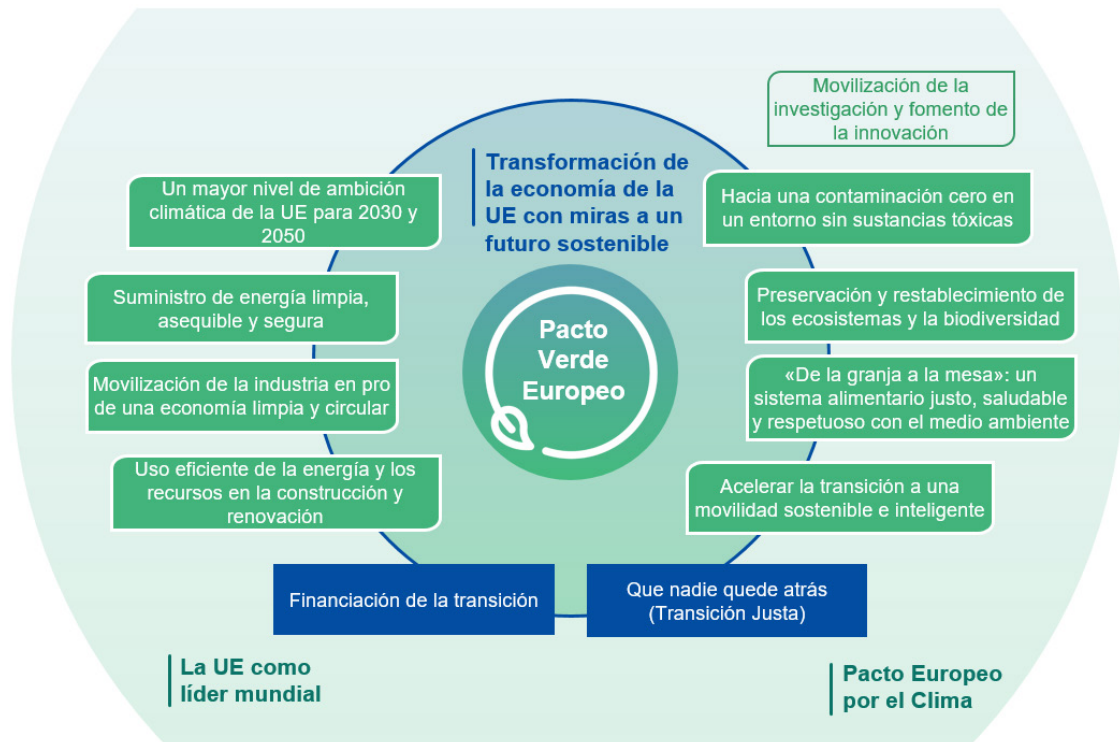 Movilización de la
investigación y fomento de
la innovación
Transformación de
la economía de la
UE con miras a un
futuro sostenible
Un mayor nivel de ambición
climática de la UE para 2030 y
2050
Hacia una contaminación cero en
un entorno sin sustancias tóxicas
Suministro de energía limpia,
asequible y segura
Preservación y restablecimiento de
los ecosistemas y la biodiversidad
Pacto
Verde
Europeo
Movilización de la industria en pro
de una economía limpia y circular
«De la granja a la mesa»: un
sistema alimentario justo, saludable
y respetuoso con el medio ambiente
Uso eficiente de la energía y los
recursos en la construcción y
renovación
Acelerar la transición a una
movilidad sostenible e inteligente
Financiación de la transición
Que nadie quede atrás
(Transición Justa)
La UE como
líder mundial
Pacto Europeo
por el Clima